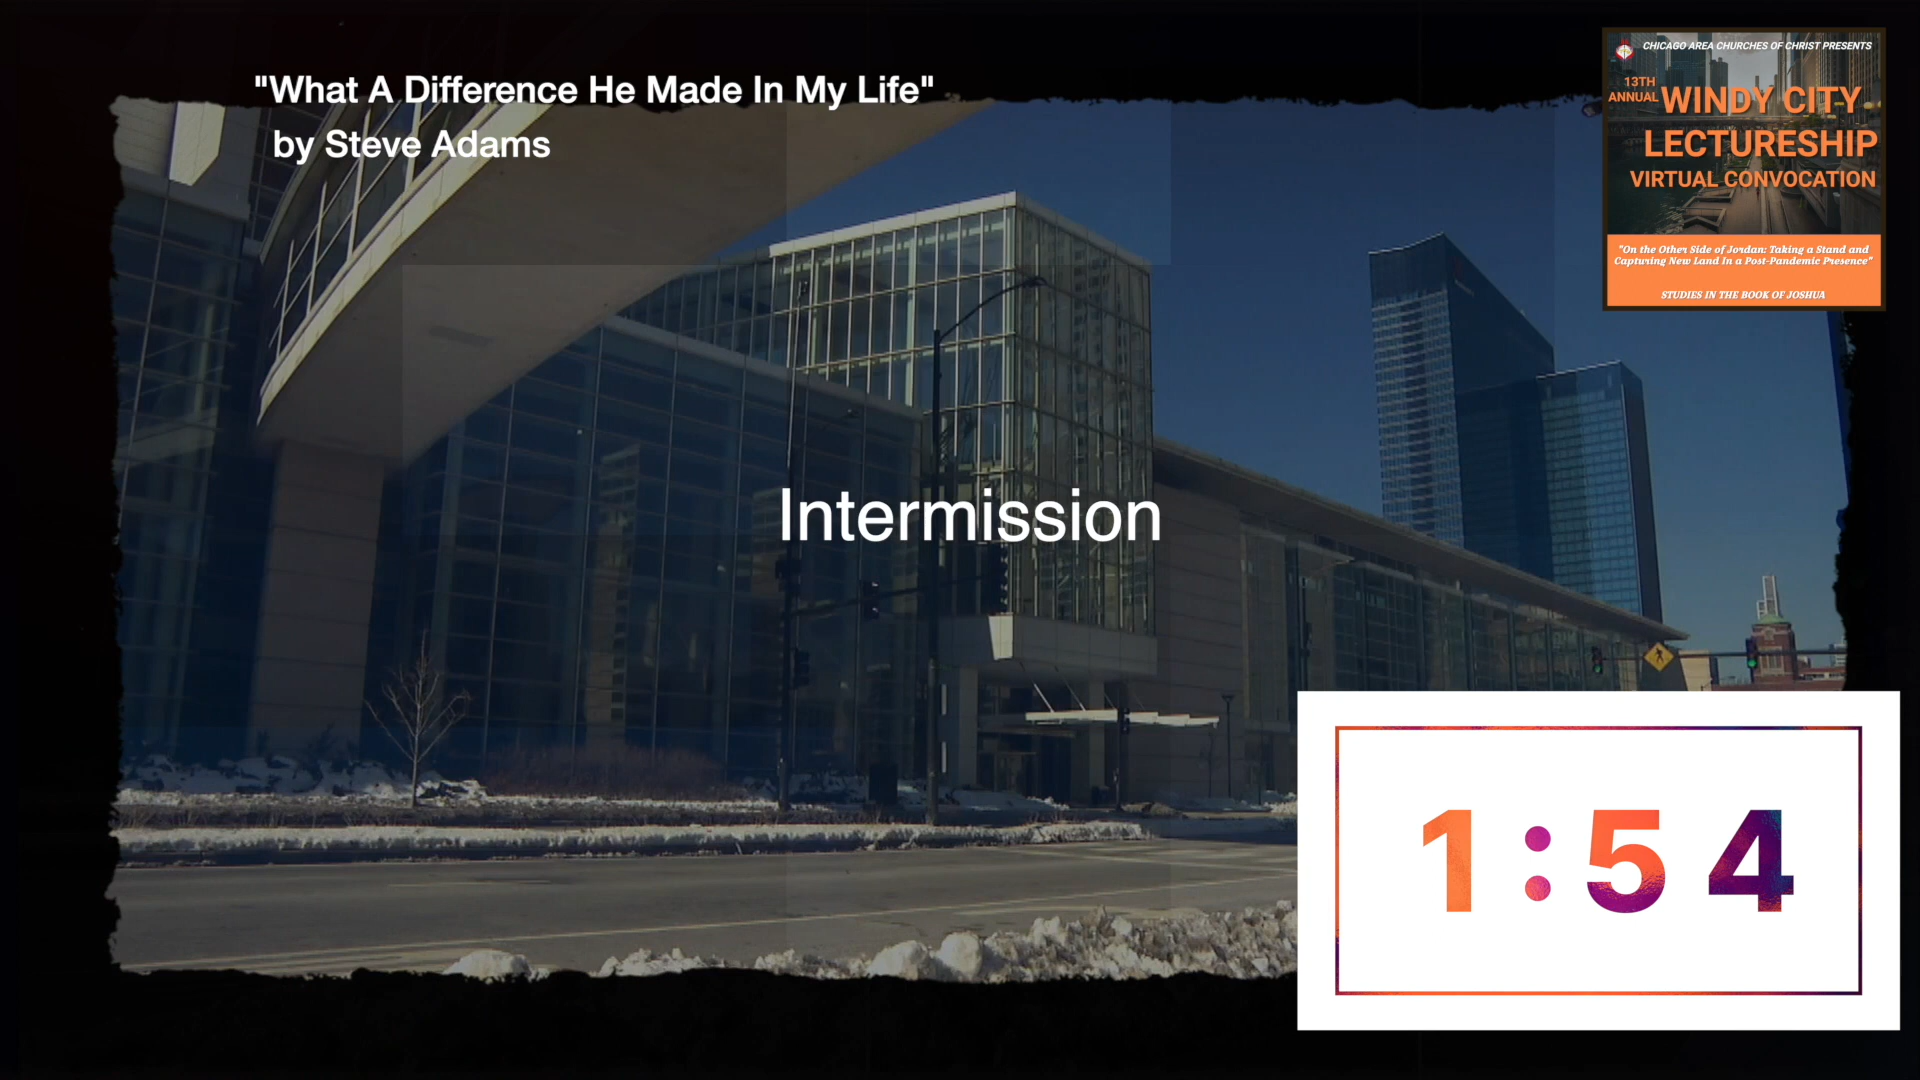 "What A Difference He Made In My Life"
by Steve Adams
CHICAGO AREA CHURCHES OF CHRIST PRESENTS
13TH
ANNUAL WINDY CITY
LECTURESHIP
VIRTUAL CONVOCATION
"On the Other Side of Jordan: Taking a Stand and
Capturing New Land In a Post-Pandemic Presence"
STUDIES IN THE BOOK OF JOSHUA
Intermission
1:54